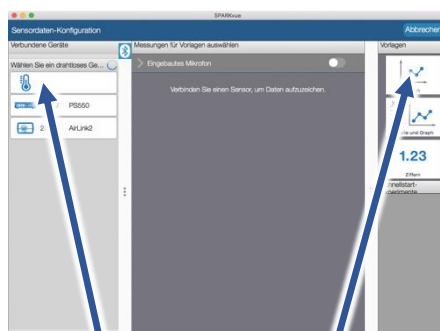 SPARKvue
Sensordaten-Konfiguration
Abbrechen
Verbundene Geräte
Messungen für Vorlagen auswählen
Vorlagen
Wählen Sie ein drahtloses Ge...
Eingebautes Mikrofon
Verbinden Sie einen Sensor, um Daten aufzuzeichnen.
PS550
2
AirLink2
und Graph
1.23
Ziffern